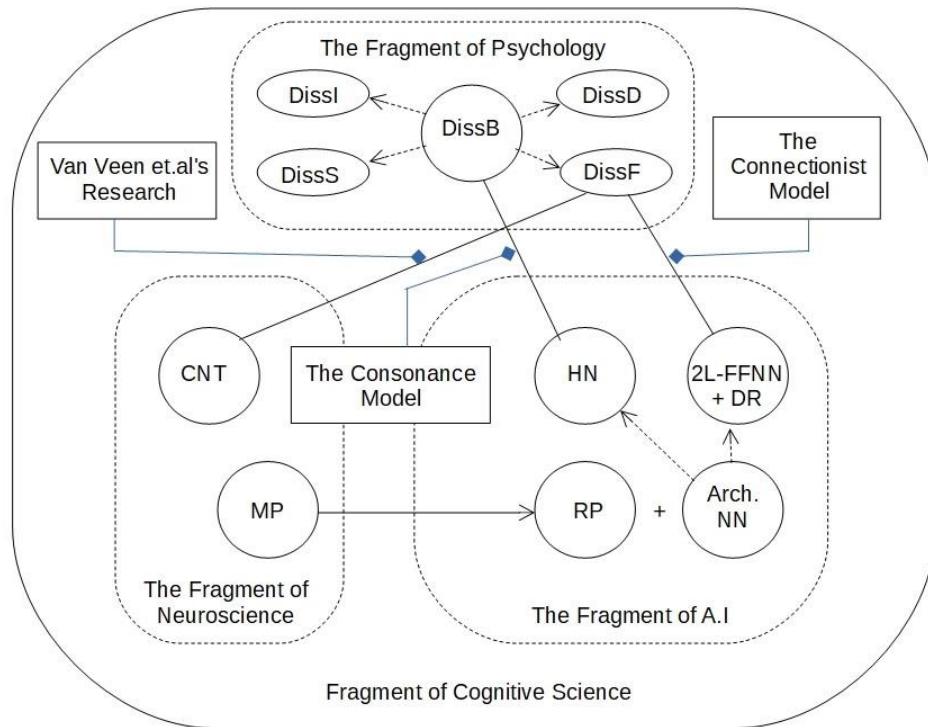 The Fragment of Psychology
DissI
DissB
DissD
DissS
DissF
Van Veen et.al's
Research
The
Connectionist
Model
CNT
The Consonance
Model
HN
2L-FFNN
+ DR
MP
RP
+
Arch.
NN
The Fragment of
Neuroscience
The Fragment of A.I
Fragment of Cognitive Science